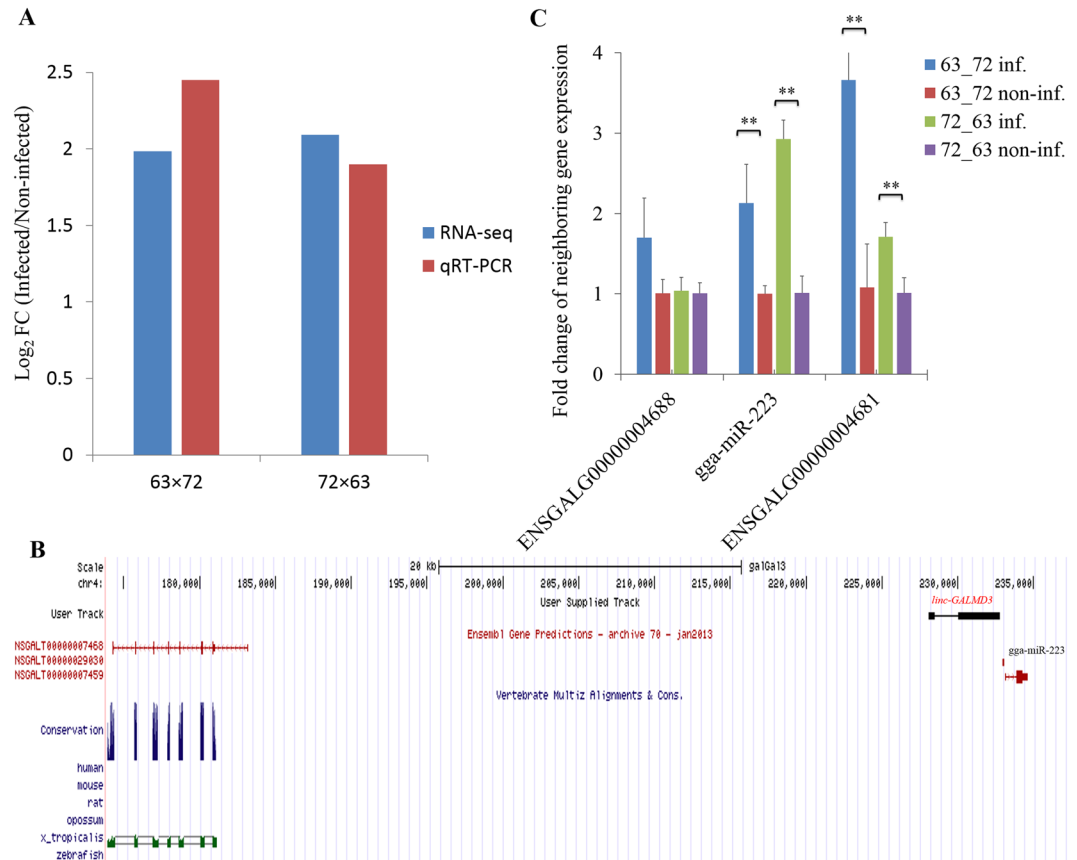 A
Log2 FC (Infected/Non-infected)
2.5
2
1.5
1
0.5
0
63×72
72×63
RNA-seq
qRT-PCR
C
Fold change of neighboring gene expression
4
3
2
1
0
**
**
**
**
ENSGALG00000004688
gga-miR-223
ENSGALG00000004681
63_72 inf.
63_72 non-inf.
72_63 inf.
72_63 non-inf.
B
Scale
20 kb
galGal3
chr4:
180,000
185,000
190,000
195,000
200,000
205,000
210,000
215,000
220,000
225,000
230,000
235,000
User Supplied Track
User Track
linc-GALMD3
Ensembl Gene Predictions - archive 70 - jan2013
NSGALT00000007468
NSGALT00000029030
NSGALT00000007459
gga-miR-223
Vertebrate Multiz Alignments & Cons.
Conservation
human
mouse
rat
opossum
x_tropicalis
zebrafish